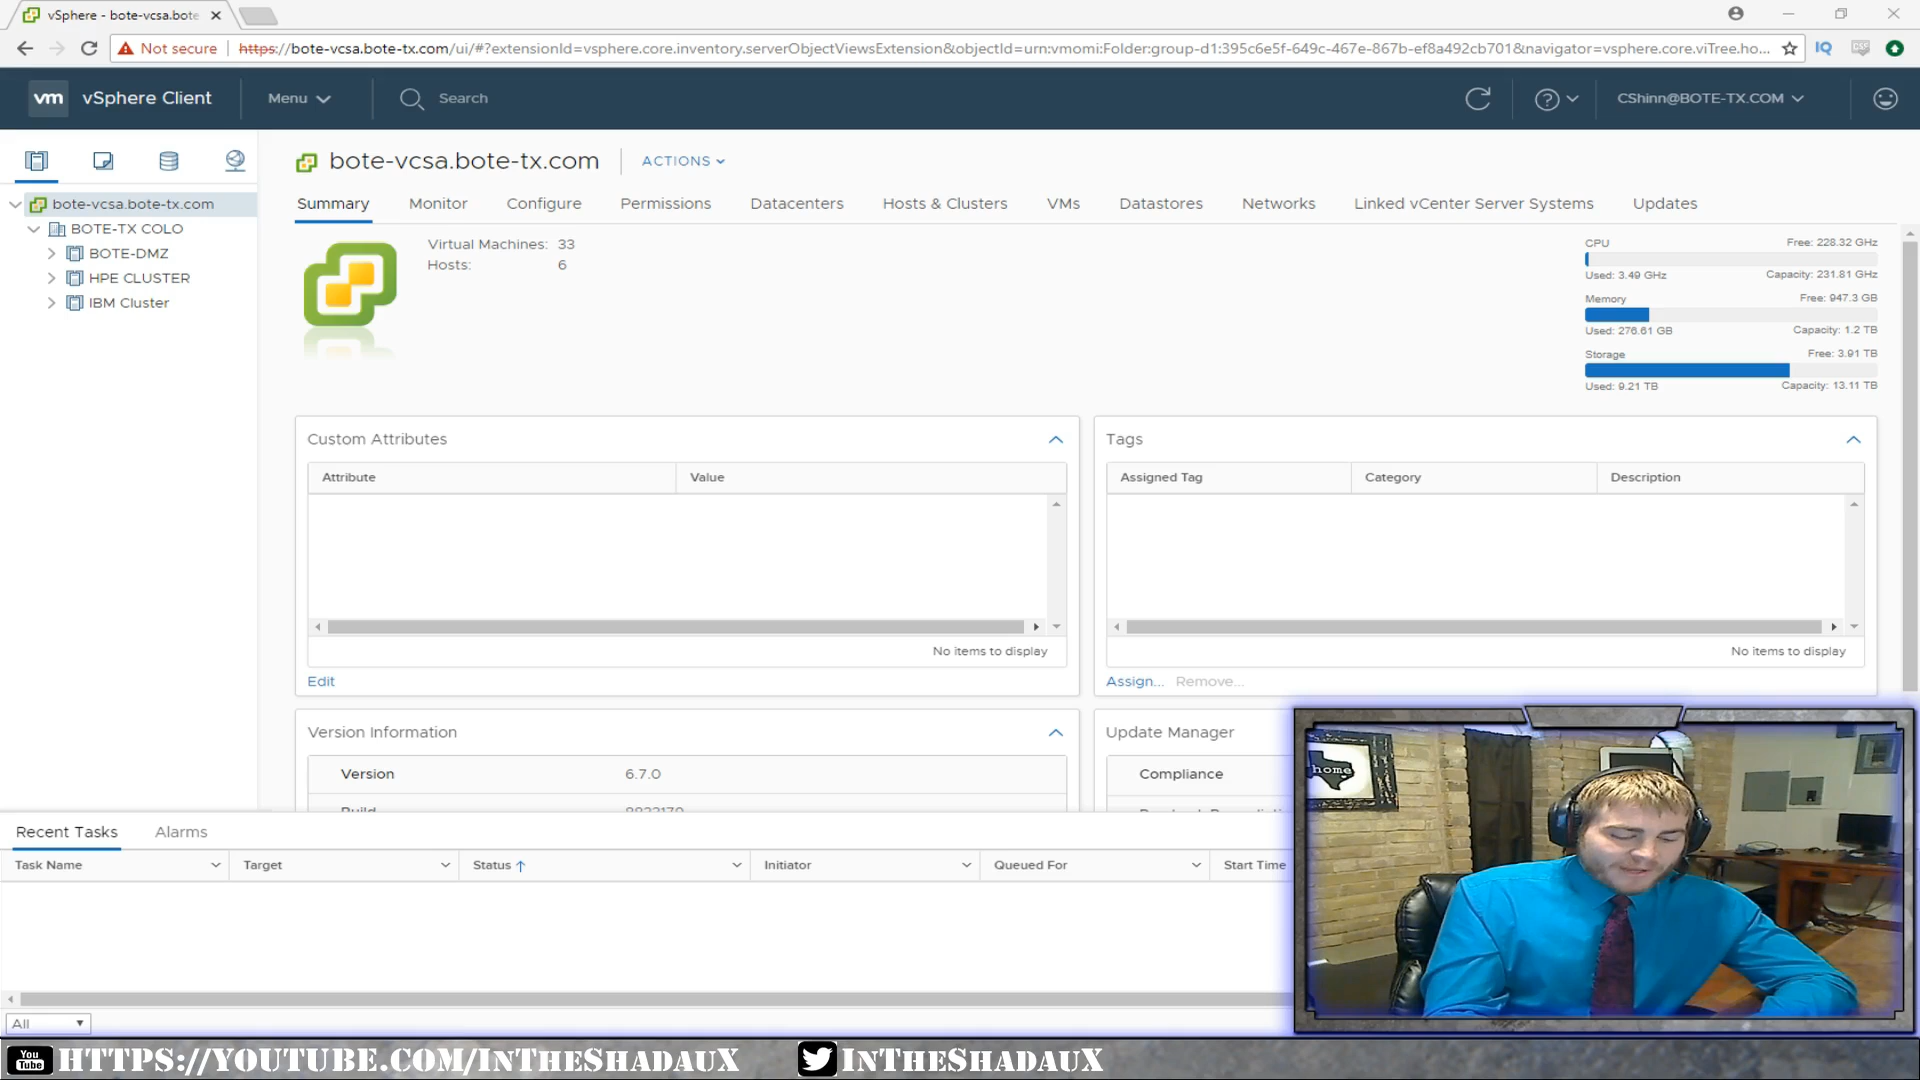 vSphere - bote-vcsa.bote
Not secure
https://bote-vcsa.bote-tx.com/ui/#?extensionId=vsphere.core.inventory.serverObjectViewsExtension&objectId=urn:vmomi:Folder:group-d1:395c6e5f-649c-467e-867b-ef8a492cb701&navigator=vsphere.core.viTree.ho...
IQ
CSF
vm vSphere Client
Menu
Search
CShinn@BOTE-TX.COM
bote-vcsa.bote-tx.com
BOTE-TX COLO
BOTE-DMZ
HPE CLUSTER
IBM Cluster
bote-vcsa.bote-tx.com
ACTIONS
Summary Monitor Configure Permissions Datacenters Hosts & Clusters VMs Datastores Networks Linked vCenter Server Systems Updates
Virtual Machines: 33
Hosts: 6
CPU Free: 228.32 GHz
Used: 3.49 GHz Capacity: 231.81 GHz
Memory Free: 947.3 GB
Used: 276.61 GB Capacity: 1.2 TB
Storage Free: 3.91 TB
Used: 9.21 TB Capacity: 13.11 TB
Custom Attributes
Attribute Value
No items to display
Edit
Tags
Assigned Tag Category Description
No items to display
Assign... Remove...
Version Information
Version 6.7.0
Build
Update Manager
Compliance
home
Recent Tasks Alarms
Task Name Target Status Initiator Queued For Start Time
All
You Tube HTTPS://YOUTUBE.COM/INTHESHADAUX
INTHESHADAUX